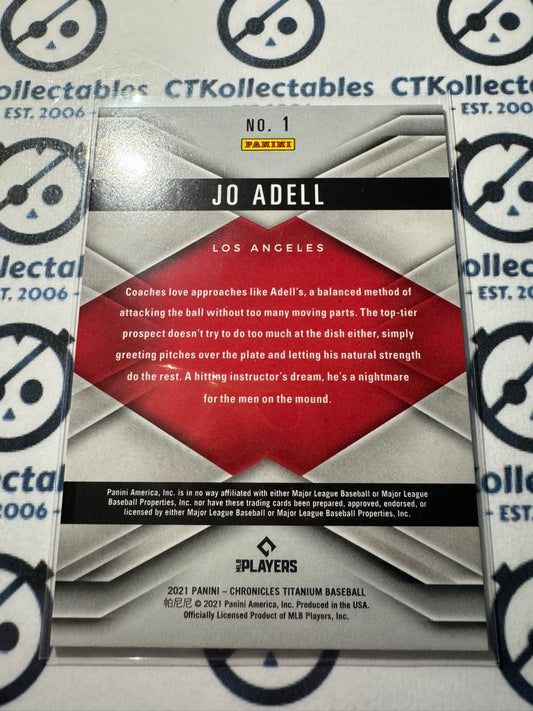 ollectables CTKollectables CTKollect
- EST. 2006 - EST. 200
NO. 1
PANINI
JO ADELL
LOS ANGELES
Coaches love approaches like Adell's, a balanced method of
attacking the ball without too many moving parts. The top-tier
prospect doesn't try to do too much at the dish either, simply
greeting pitches over the plate and letting his natural strength
do the rest. A hitting instructor's dream, he's a nightmare
for the men on the mound.
Panini America, Inc. is in no way affiliated with either Major League Baseball or Major League
Baseball Properties, Inc. nor have these trading cards been prepared, approved, endorsed, or
licensed by either Major League Baseball or Major League Baseball Properties, Inc.
MLB PLAYERS
2021 PANINI – CHRONICLES TITANIUM BASEBALL
帕尼尼 © 2021 Panini America, Inc. Produced in the USA.
Officially Licensed Product of MLB Players, Inc.